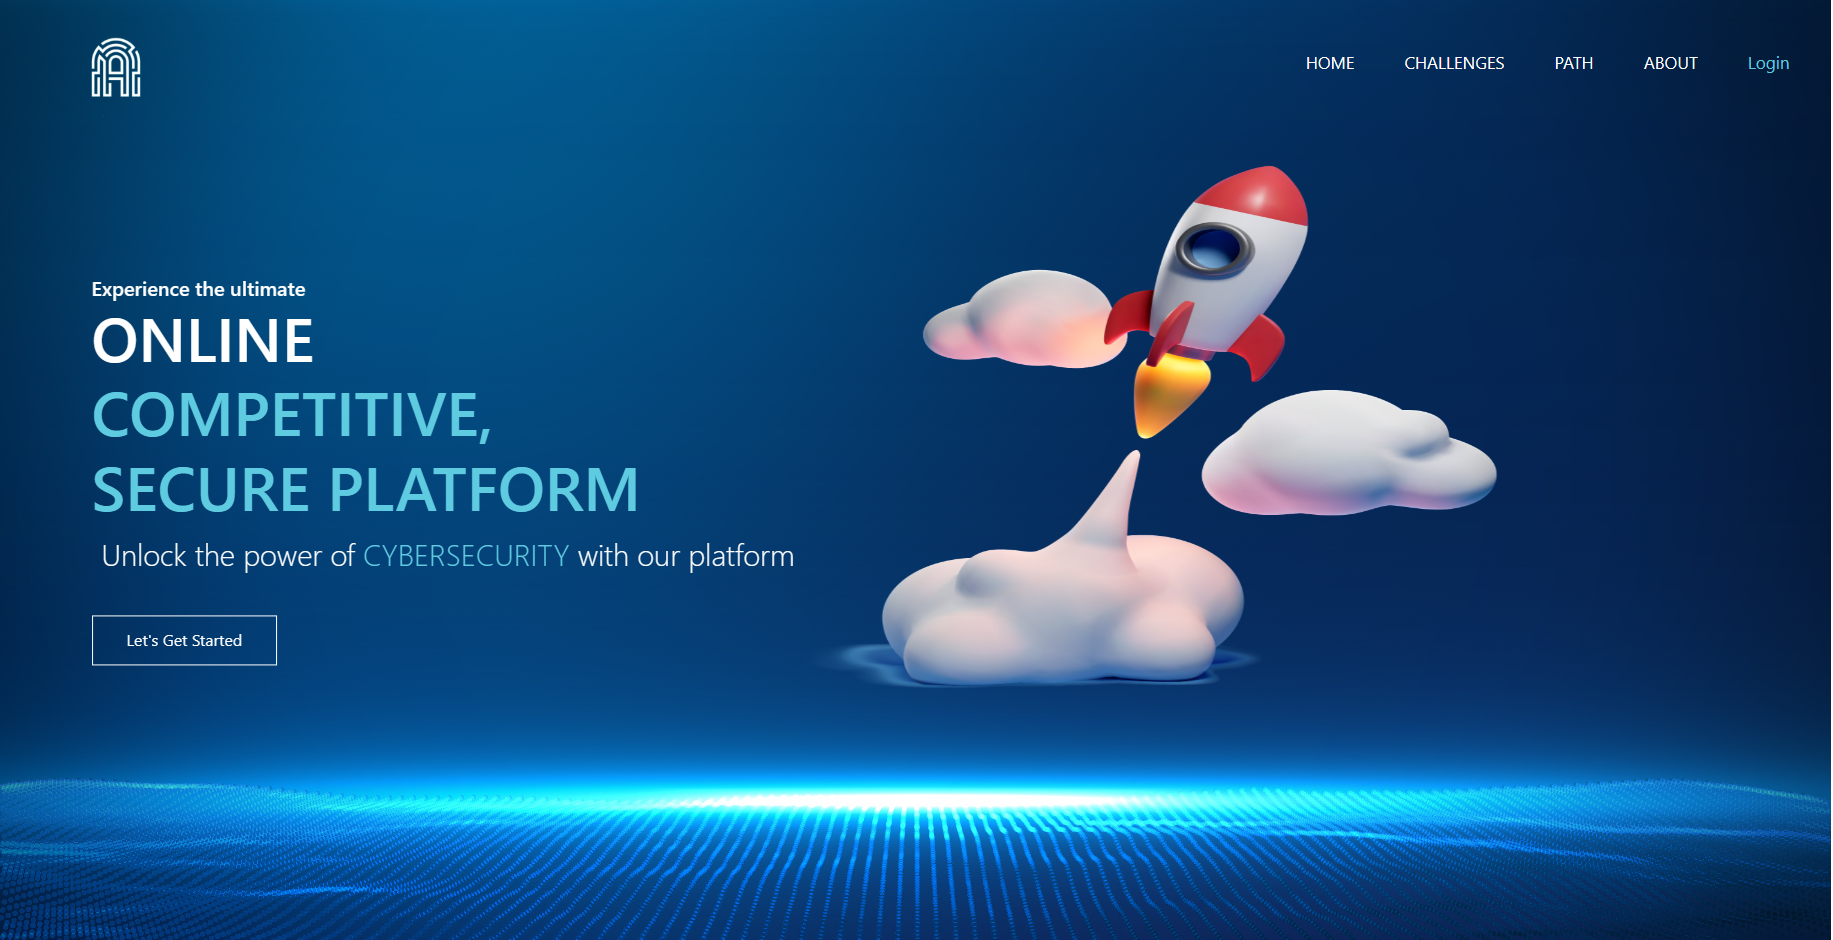 HOME CHALLENGES PATH ABOUT Login
Experience the ultimate
ONLINE
COMPETITIVE,
SECURE PLATFORM
Unlock the power of CYBERSECURITY with our platform
Let's Get Started